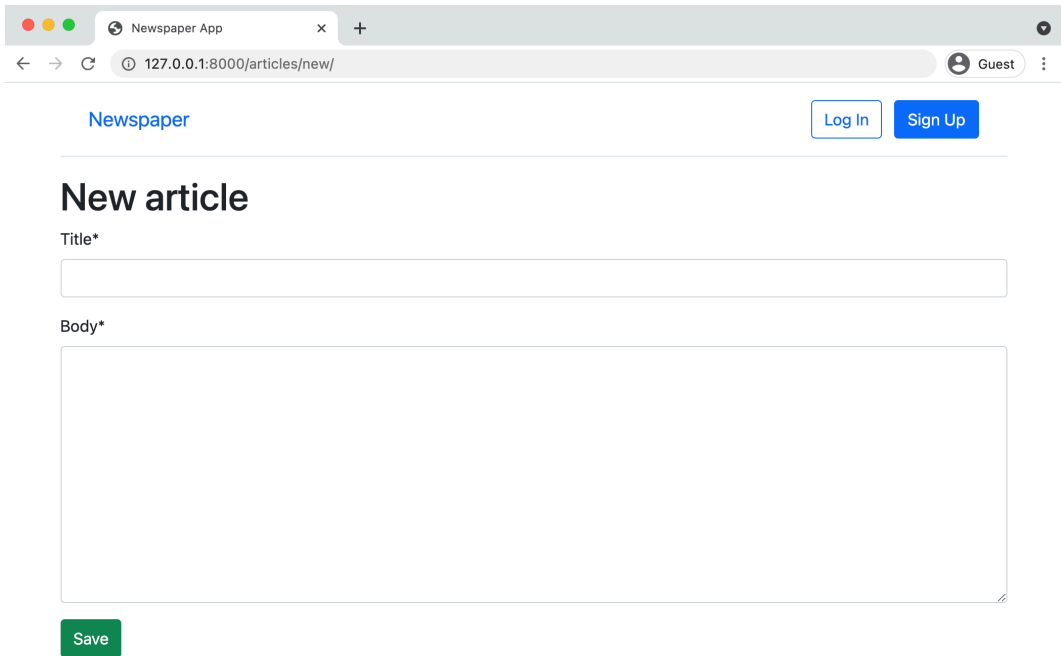 Newspaper App
127.0.0.1:8000/articles/new/
Guest
Newspaper
Log In
Sign Up
New article
Title*
Body*
Save